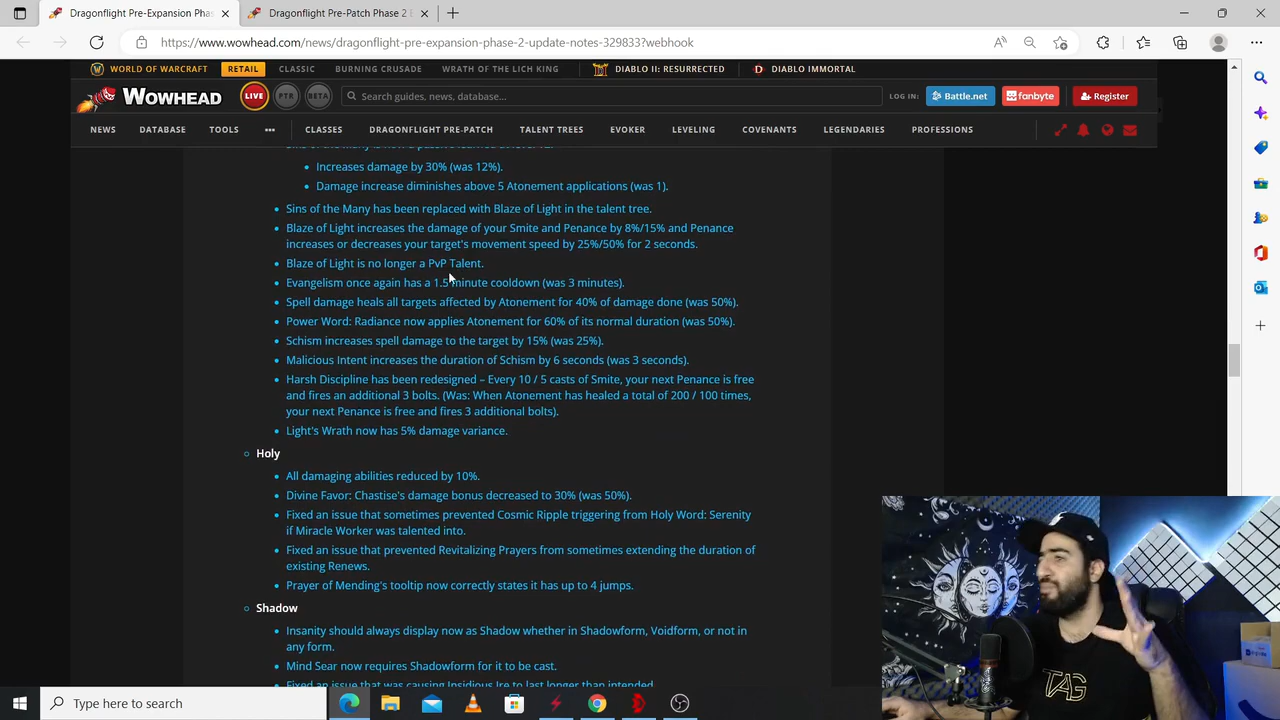 Dragonflight Pre-Expansion Phas
Dragonflight Pre-Patch Phase 2 E
https://www.wowhead.com/news/dragonflight-pre-expansion-phase-2-update-notes-329833?webhook
WORLD OF WARCRAFT RETAIL CLASSIC BURNING CRUSADE WRATH OF THE LICH KING DIABLO II: RESURRECTED DIABLO IMMORTAL
WOWHEAD LIVE PTR BETA Search guides, news, database... LOG IN: Battle.net fanbyte Register
NEWS DATABASE TOOLS ••• CLASSES DRAGONFLIGHT PRE-PATCH TALENT TREES EVOKER LEVELING COVENANTS LEGENDARIES PROFESSIONS
Increases damage by 30% (was 12%).
Damage increase diminishes above 5 Atonement applications (was 1).
Sins of the Many has been replaced with Blaze of Light in the talent tree.
Blaze of Light increases the damage of your Smite and Penance by 8%/15% and Penance
increases or decreases your target's movement speed by 25%/50% for 2 seconds.
Blaze of Light is no longer a PvP Talent.
Evangelism once again has a 1.5 minute cooldown (was 3 minutes).
Spell damage heals all targets affected by Atonement for 40% of damage done (was 50%).
Power Word: Radiance now applies Atonement for 60% of its normal duration (was 50%).
Schism increases spell damage to the target by 15% (was 25%).
Malicious Intent increases the duration of Schism by 6 seconds (was 3 seconds).
Harsh Discipline has been redesigned – Every 10 / 5 casts of Smite, your next Penance is free
and fires an additional 3 bolts. (Was: When Atonement has healed a total of 200 / 100 times,
your next Penance is free and fires 3 additional bolts).
Light's Wrath now has 5% damage variance.
Holy
All damaging abilities reduced by 10%.
Divine Favor: Chastise's damage bonus decreased to 30% (was 50%).
Fixed an issue that sometimes prevented Cosmic Ripple triggering from Holy Word: Serenity
if Miracle Worker was talented into.
Fixed an issue that prevented Revitalizing Prayers from sometimes extending the duration of
existing Renews.
Prayer of Mending's tooltip now correctly states it has up to 4 jumps.
Shadow
Insanity should always display now as Shadow whether in Shadowform, Voidform, or not in
any form.
Mind Sear now requires Shadowform for it to be cast.
Fixed an issue that was causing Insidious Ire to last longer than intended.
TAG
Type here to search